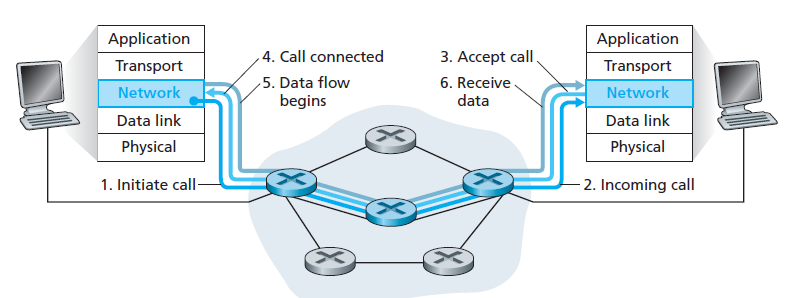 Application
Transport
Network
Data link
Physical
4. Call connected
5. Data flow
begins
3. Accept call
6. Receive
data
Application
Transport
Network
Data link
Physical
1. Initiate call
2. Incoming call